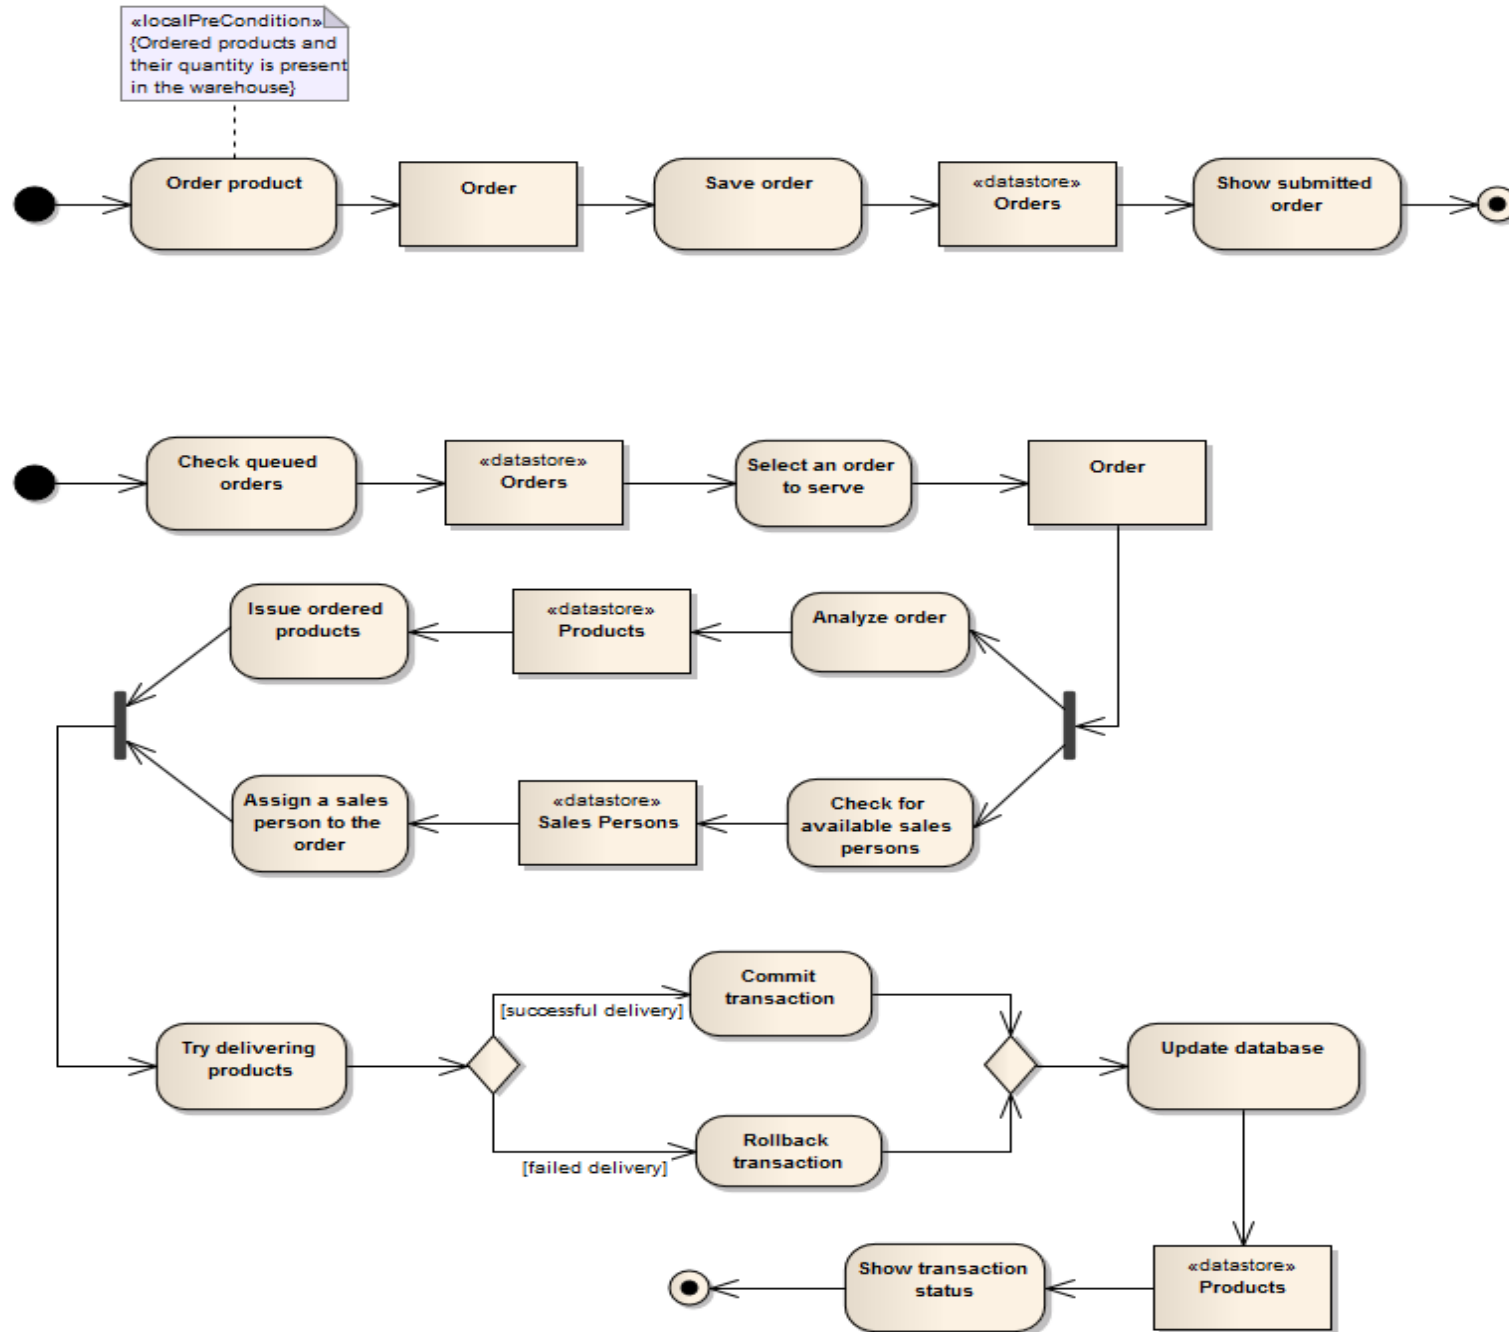 «localPreCondition»
{Ordered products and
their quantity is present
in the warehouse}
Order product
Order
Save order
«datastore»
Orders
Show submitted
order
Check queued
orders
«datastore»
Orders
Select an order
to serve
Order
Issue ordered
products
«datastore»
Products
Analyze order
Assign a sales
person to the
order
«datastore»
Sales Persons
Check for
available sales
persons
Commit
transaction
[successful delivery]
Try delivering
products
Update database
Rollback
transaction
[failed delivery]
Show transaction
status
«datastore»
Products